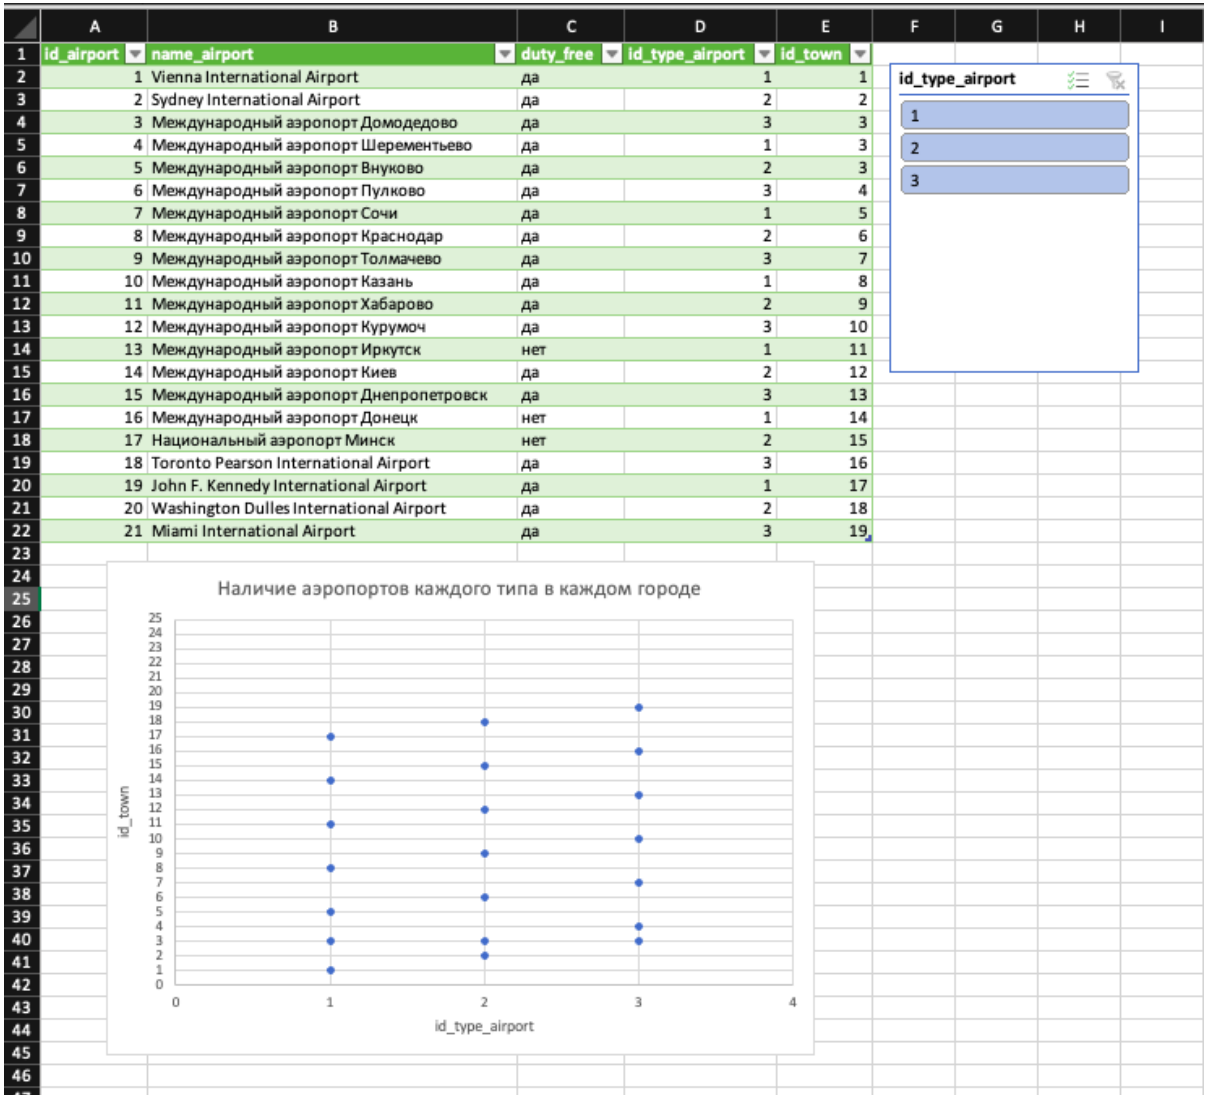 A B C D E F G H I
1 id_airport name_airport duty_free id_type_airport id_town
2 1 Vienna International Airport да 1 1
3 2 Sydney International Airport да 2 2
4 3 Международный аэропорт Домодедово да 3 3
5 4 Международный аэропорт Шерементьево да 1 3
6 5 Международный аэропорт Внуково да 2 3
7 6 Международный аэропорт Пулково да 3 4
8 7 Международный аэропорт Сочи да 1 5
9 8 Международный аэропорт Краснодар да 2 6
10 9 Международный аэропорт Толмачево да 3 7
11 10 Международный аэропорт Казань да 1 8
12 11 Международный аэропорт Хабарово да 2 9
13 12 Международный аэропорт Курумоч да 3 10
14 13 Международный аэропорт Иркутск нет 1 11
15 14 Международный аэропорт Киев да 2 12
16 15 Международный аэропорт Днепропетровск да 3 13
17 16 Международный аэропорт Донецк нет 1 14
18 17 Национальный аэропорт Минск нет 2 15
19 18 Toronto Pearson International Airport да 3 16
20 19 John F. Kennedy International Airport да 1 17
21 20 Washington Dulles International Airport да 2 18
22 21 Miami International Airport да 3 19
id_type_airport
1
2
3
23
24
25
26
27
28
29
30
31
32
33
34
35
36
37
38
39
40
41
42
43
44
45
46
Наличие аэропортов каждого типа в каждом городе
25
24
23
22
21
20
19
18
17
16
15
14
13
12
11
10
9
8
7
6
5
4
3
2
1
0
id_town
0 1 2 3 4
id_type_airport